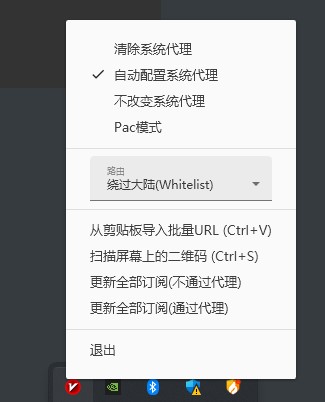 清除系统代理
自动配置系统代理
不改变系统代理
Pac模式
路由
绕过大陆(Whitelist)
从剪贴板导入批量URL (Ctrl+V)
扫描屏幕上的二维码 (Ctrl+S)
更新全部订阅(不通过代理)
更新全部订阅(通过代理)
退出